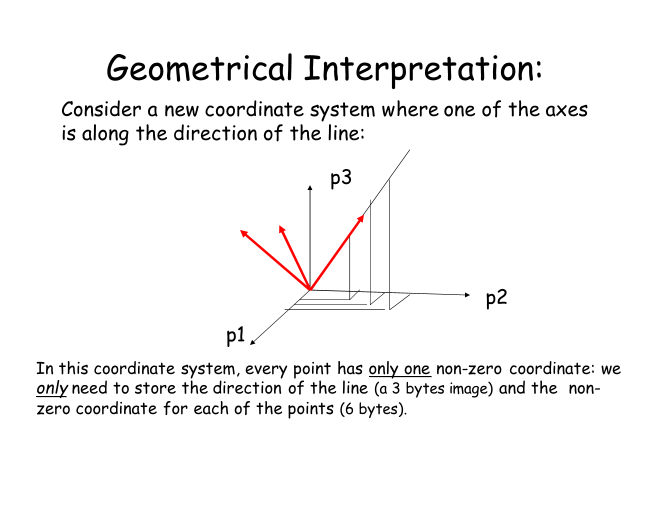 Geometrical Interpretation:
Consider a new coordinate system where one of the axes
is along the direction of the line:
p3
p2
p1
In this coordinate system, every point has only one non-zero coordinate: we
only need to store the direction of the line (a 3 bytes image) and the non-
zero coordinate for each of the points (6 bytes).